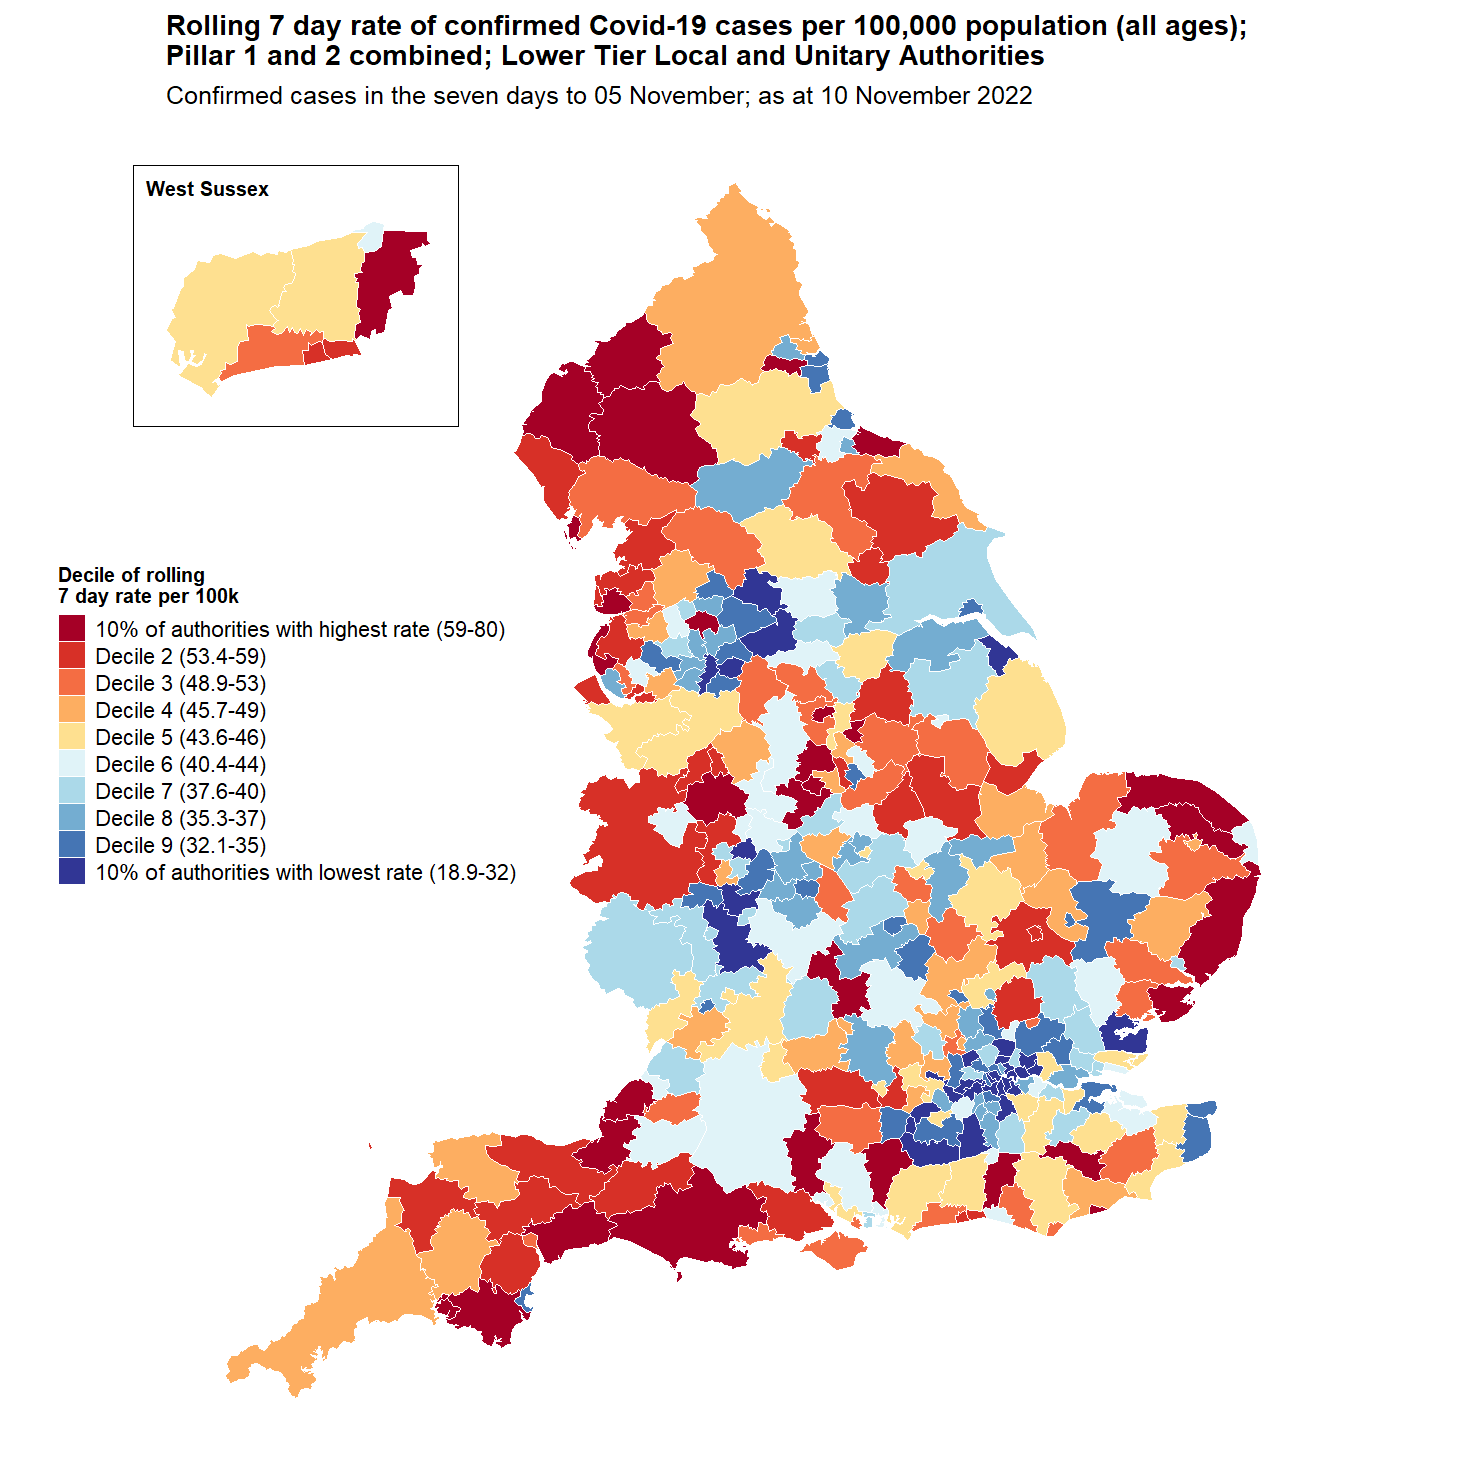 Rolling 7 day rate of confirmed Covid-19 cases per 100,000 population (all ages);
Pillar 1 and 2 combined; Lower Tier Local and Unitary Authorities
Confirmed cases in the seven days to 05 November; as at 10 November 2022
West Sussex
Decile of rolling
7 day rate per 100k
10% of authorities with highest rate (59-80)
Decile 2 (53.4-59)
Decile 3 (48.9-53)
Decile 4 (45.7-49)
Decile 5 (43.6-46)
Decile 6 (40.4-44)
Decile 7 (37.6-40)
Decile 8 (35.3-37)
Decile 9 (32.1-35)
10% of authorities with lowest rate (18.9-32)